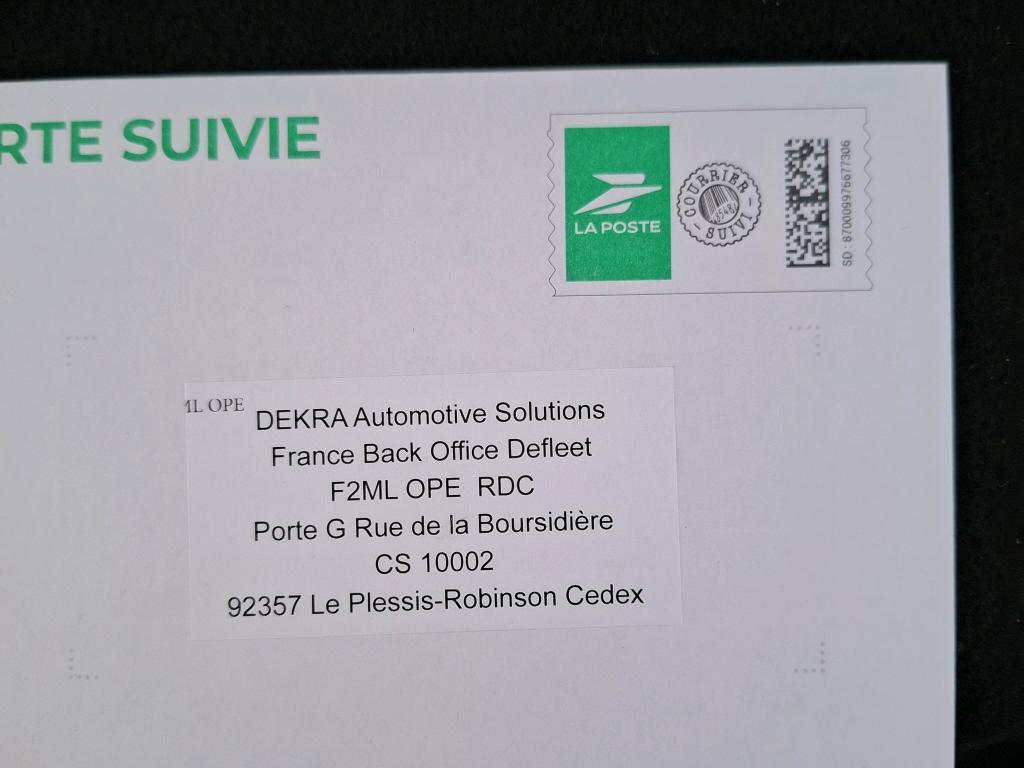 RTE SUIVIE
LA POSTE
COURRIER
SUIVI
SD : 870009976677306
ML OPE
DEKRA Automotive Solutions
France Back Office Defleet
F2ML OPE RDC
Porte G Rue de la Boursidière
CS 10002
92357 Le Plessis-Robinson Cedex